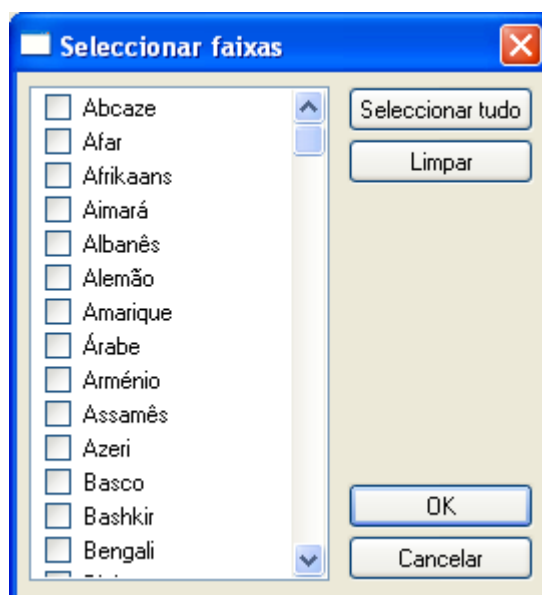 Seleccionar faixas
Abcaze
Afar
Afrikaans
Aimará
Albanês
Alemão
Amarique
Árabe
Arménio
Assamês
Azeri
Basco
Bashkir
Bengali
Seleccionar tudo
Limpar
OK
Cancelar